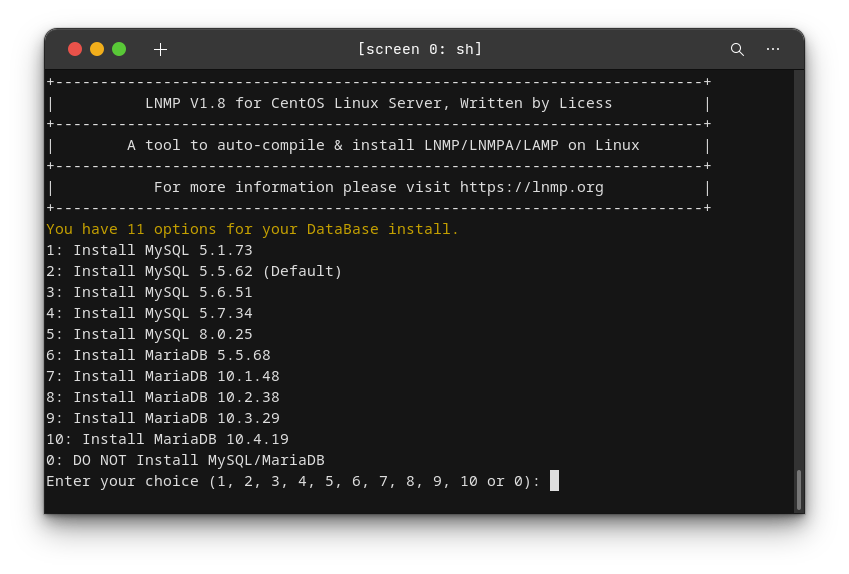 [screen 0: sh]
+------------------------------------------------------------------------+
|          LNMP V1.8 for CentOS Linux Server, Written by Licess          |
+------------------------------------------------------------------------+
|        A tool to auto-compile & install LNMP/LNMPA/LAMP on Linux       |
+------------------------------------------------------------------------+
|           For more information please visit https://lnmp.org           |
+------------------------------------------------------------------------+
You have 11 options for your DataBase install.
1: Install MySQL 5.1.73
2: Install MySQL 5.5.62 (Default)
3: Install MySQL 5.6.51
4: Install MySQL 5.7.34
5: Install MySQL 8.0.25
6: Install MariaDB 5.5.68
7: Install MariaDB 10.1.48
8: Install MariaDB 10.2.38
9: Install MariaDB 10.3.29
10: Install MariaDB 10.4.19
0: DO NOT Install MySQL/MariaDB
Enter your choice (1, 2, 3, 4, 5, 6, 7, 8, 9, 10 or 0):